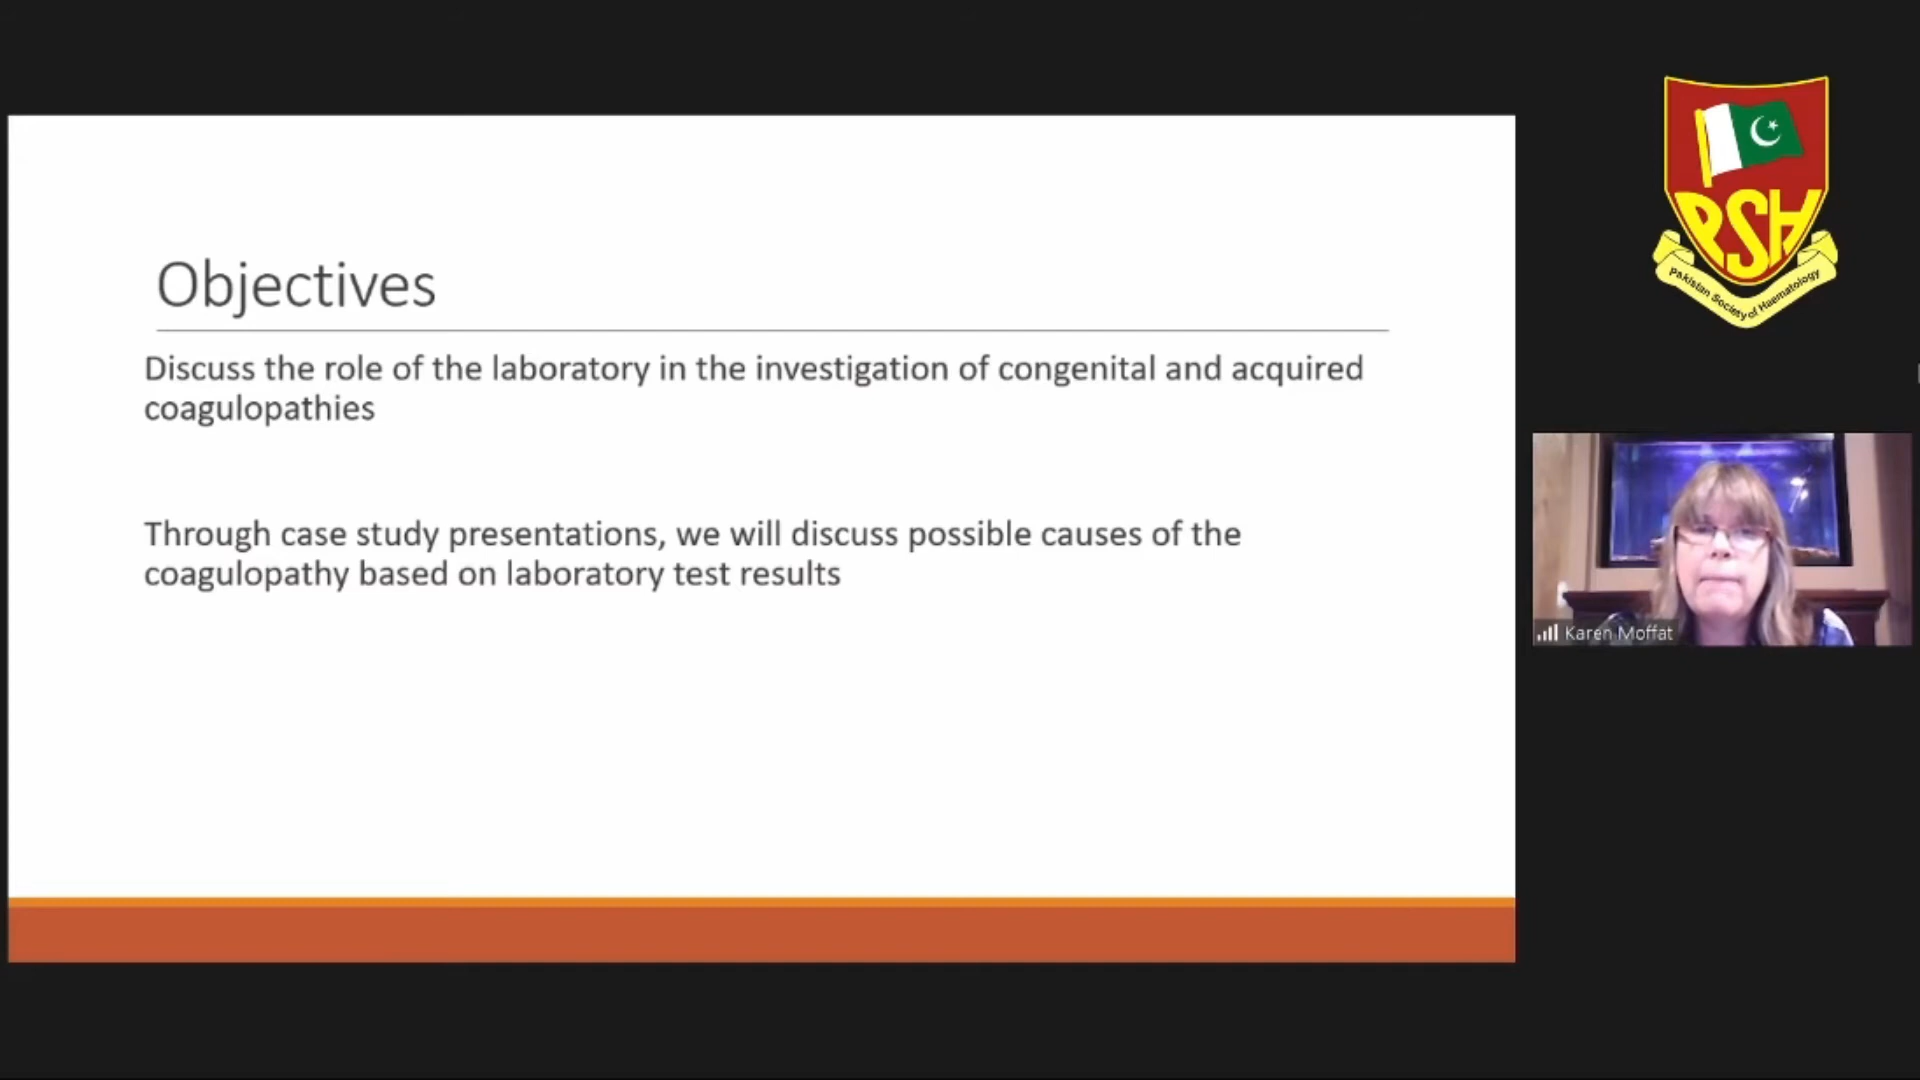 Objectives
Discuss the role of the laboratory in the investigation of congenital and acquired
coagulopathies
Through case study presentations, we will discuss possible causes of the
coagulopathy based on laboratory test results
PSH
Pakistan Society of Haematology
Karen Moffat